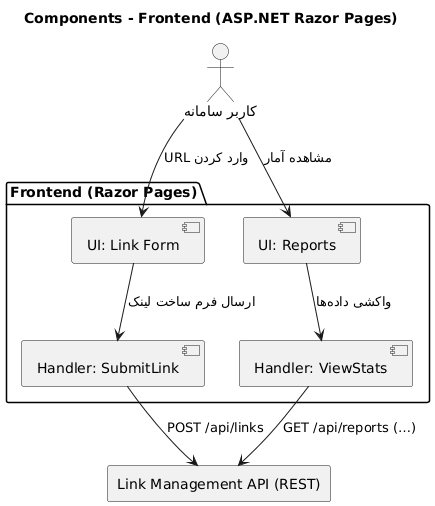 Components - Frontend (ASP.NET Razor Pages)
کاربر سامانه
وارد کردن URL
مشاهده آمار
Frontend (Razor Pages)
UI: Link Form
UI: Reports
ارسال فرم ساخت لینک
واکشی داده‌ها
Handler: SubmitLink
Handler: ViewStats
POST /api/links
GET /api/reports (...)
Link Management API (REST)